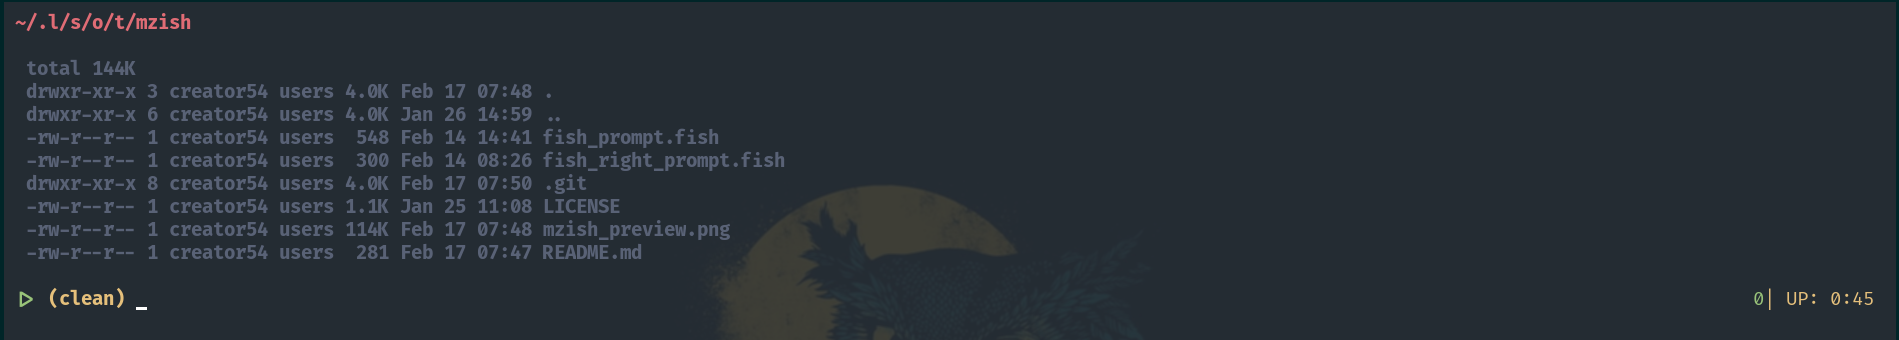 ~/.l/s/o/t/mzish
total 144K
drwxr-xr-x 3 creator54 users 4.0K Feb 17 07:48 .
drwxr-xr-x 6 creator54 users 4.0K Jan 26 14:59 ..
-rw-r--r-- 1 creator54 users  548 Feb 14 14:41 fish_prompt.fish
-rw-r--r-- 1 creator54 users  300 Feb 14 08:26 fish_right_prompt.fish
drwxr-xr-x 8 creator54 users 4.0K Feb 17 07:50 .git
-rw-r--r-- 1 creator54 users 1.1K Jan 25 11:08 LICENSE
-rw-r--r-- 1 creator54 users 114K Feb 17 07:48 mzish_preview.png
-rw-r--r-- 1 creator54 users  281 Feb 17 07:47 README.md
▷ (clean) _ 0| UP: 0:45